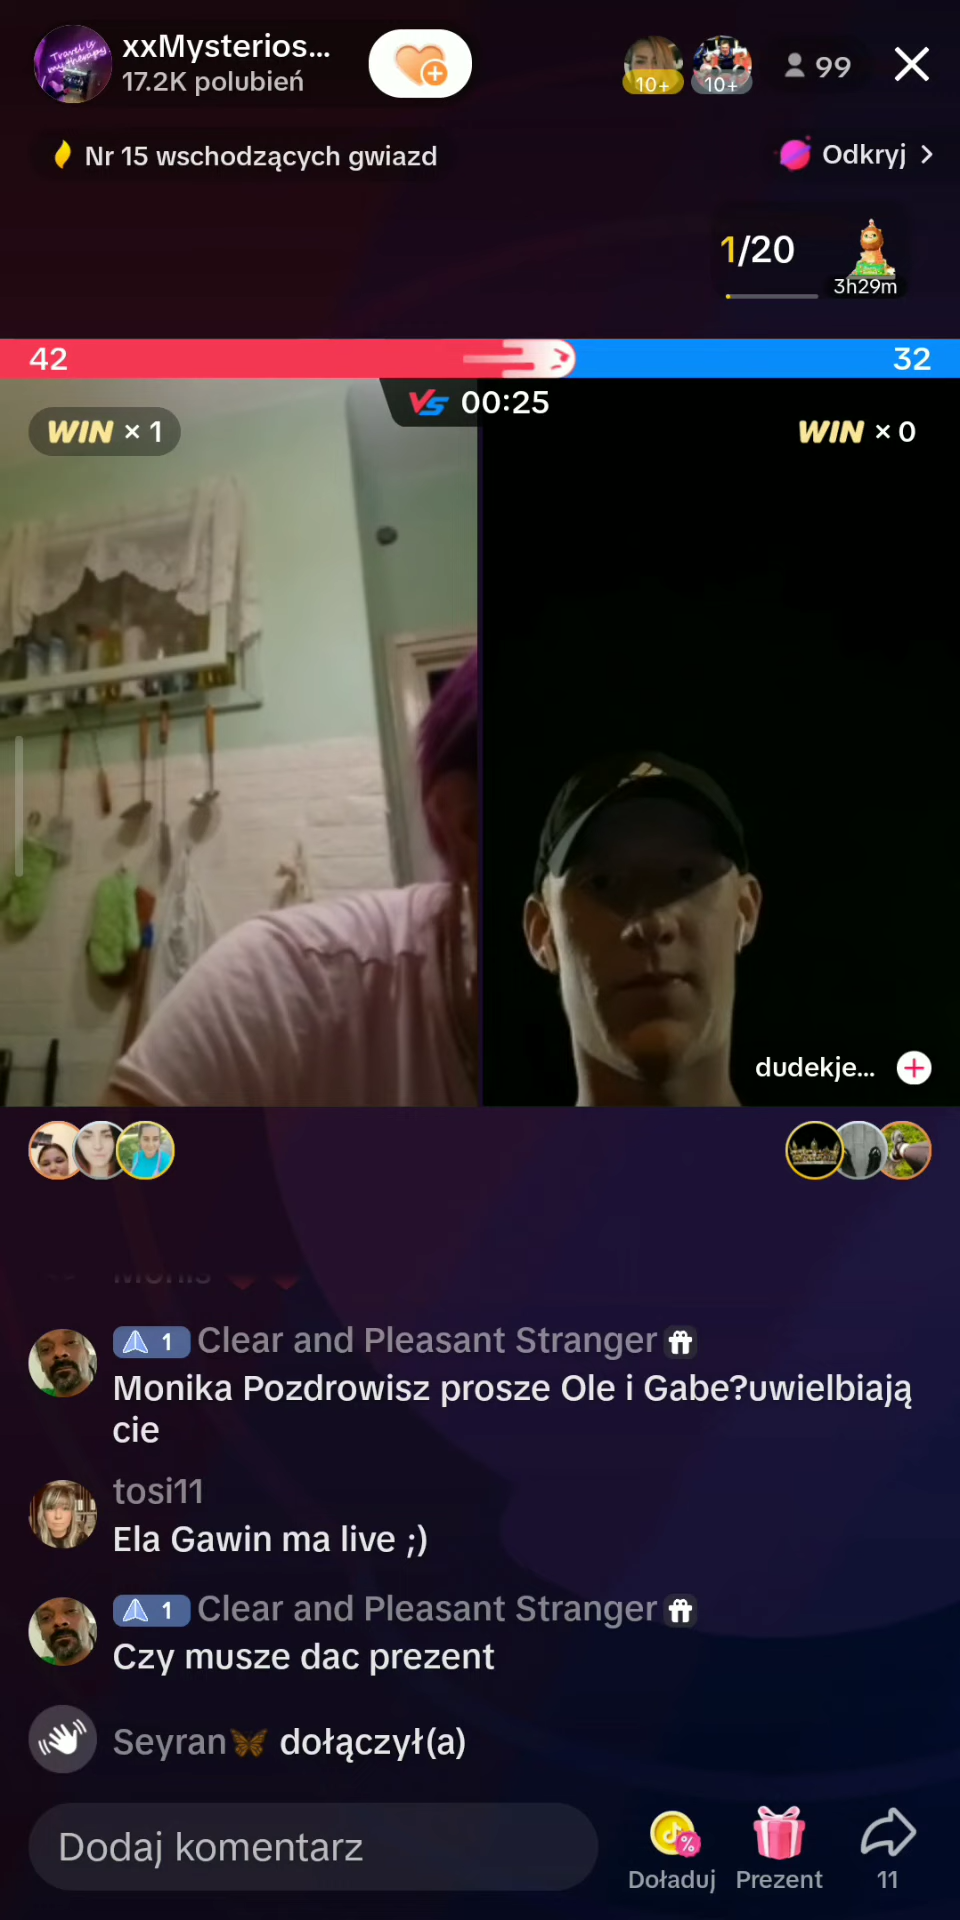 xxMysterios...
17.2K polubień
10+
10+
99
Nr 15 wschodzących gwiazd
Odkryj
1/20
3h29m
42
32
VS 00:25
WIN × 1
WIN × 0
dudekje...
1 Clear and Pleasant Stranger
Monika Pozdrowisz prosze Ole i Gabe?uwielbiają
cie
tosi11
Ela Gawin ma live ;)
1 Clear and Pleasant Stranger
Czy musze dac prezent
Seyran dołączył(a)
Dodaj komentarz
Doładuj
Prezent
11